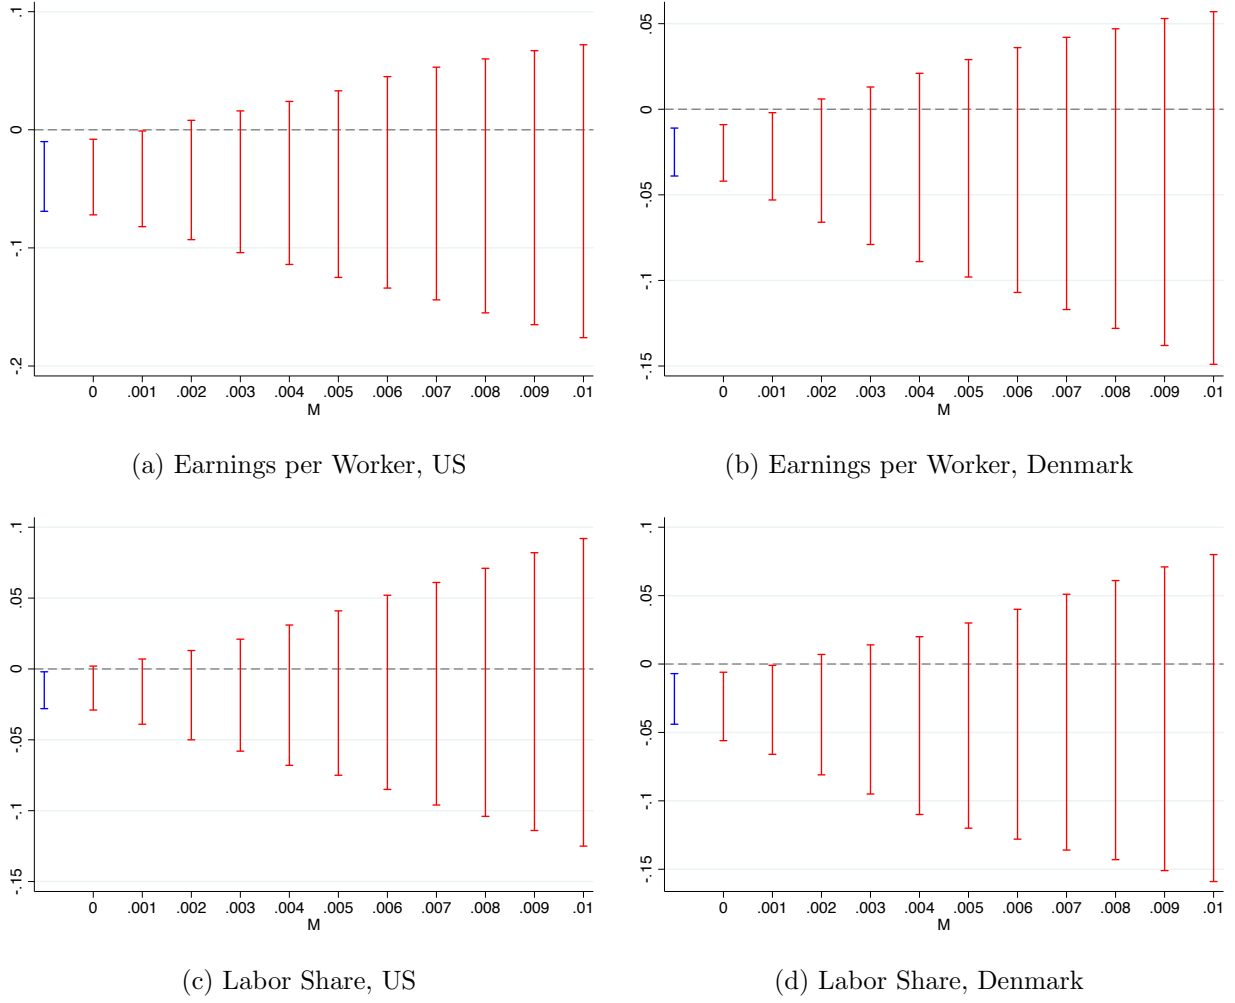 .1
0
-.1
-.2
0 .001 .002 .003 .004 .005 .006 .007 .008 .009 .01
M
(a) Earnings per Worker, US
.05
0
-.05
-.1
-.15
0 .001 .002 .003 .004 .005 .006 .007 .008 .009 .01
M
(b) Earnings per Worker, Denmark
.1
.05
0
-.05
-.1
-.15
0 .001 .002 .003 .004 .005 .006 .007 .008 .009 .01
M
(c) Labor Share, US
.1
.05
0
-.05
-.1
-.15
0 .001 .002 .003 .004 .005 .006 .007 .008 .009 .01
M
(d) Labor Share, Denmark